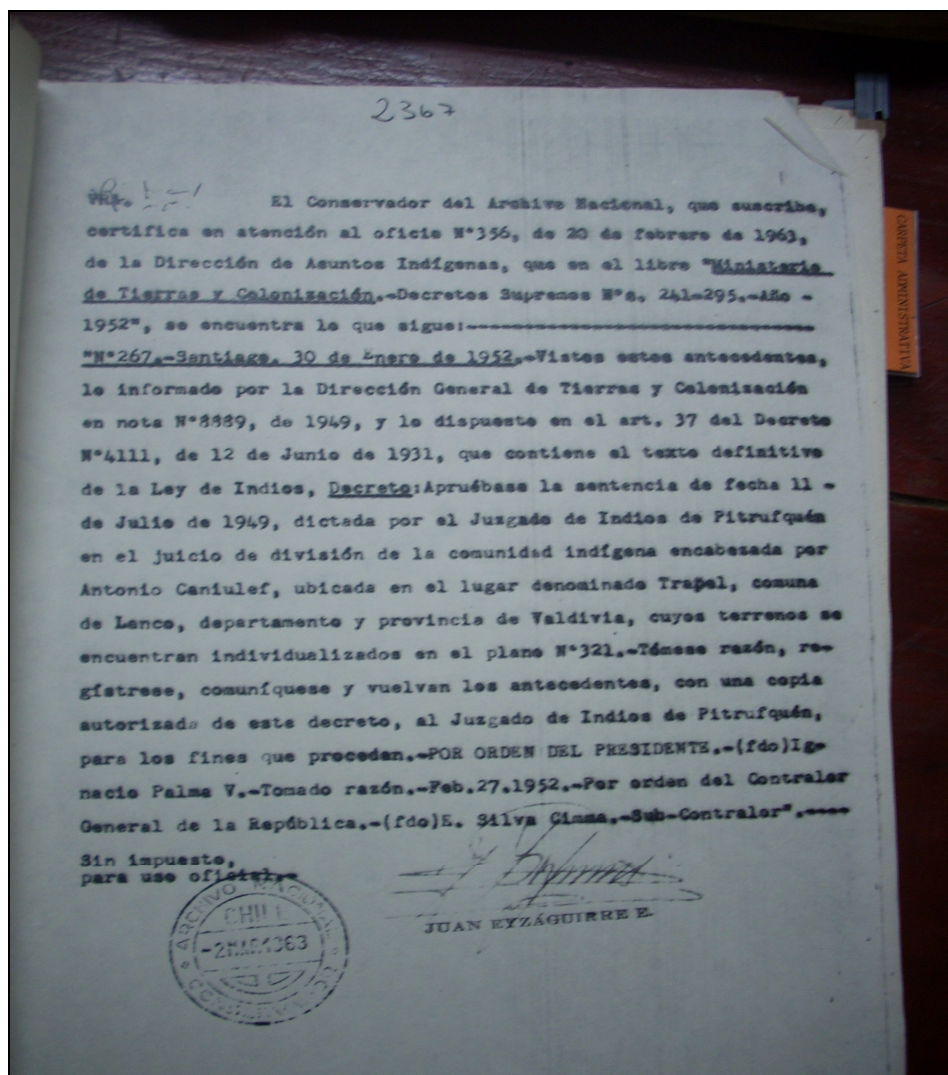 2367
El Conservador del Archivo Nacional, que suscribe,
certifica en atención al oficio N°356, de 20 de febrero de 1963,
de la Dirección de Asuntos Indígenas, que en el libro "Ministerio
de Tierras y Colonización.-Decretos Supremos N°s. 241-295.-Año -
1952", se encuentra lo que sigue:---
"N°267.-Santiago, 30 de Enero de 1952.-Vistos estos antecedentes,
lo informado por la Dirección General de Tierras y Colonización
en nota N°8889, de 1949, y lo dispuesto en el art. 37 del Decreto
N°4111, de 12 de Junio de 1931, que contiene el texto definitivo
de la Ley de Indios, Decreto:Apruébase la sentencia de fecha 11 -
de Julio de 1949, dictada por el Juzgado de Indios de Pitrufquén
en el juicio de división de la comunidad indígena encabezada por
Antonio Caniulef, ubicada en el lugar denominado Trapel, comuna
de Lanco, departamento y provincia de Valdivia, cuyos terrenos se
encuentran individualizados en el plano N°321.-Tómese razón, re-
gístrese, comuníquese y vuelvan los antecedentes, con una copia
autorizada de este decreto, al Juzgado de Indios de Pitrufquén,
para los fines que procedan.-POR ORDEN DEL PRESIDENTE.-(fdo)Ig-
nacio Palma V.-Tomado razón.-Feb.27.1952.-Por orden del Contralor
General de la República.-(fdo)E. Silva Cimma.-Sub-Contralor".----
Sin impuesto,
para uso oficial.-
JUAN EYZAGUIRRE E.
ARCHIVO NACIONAL
CHILE
-2MAR1963
CARPETA ADMINISTRATIVA